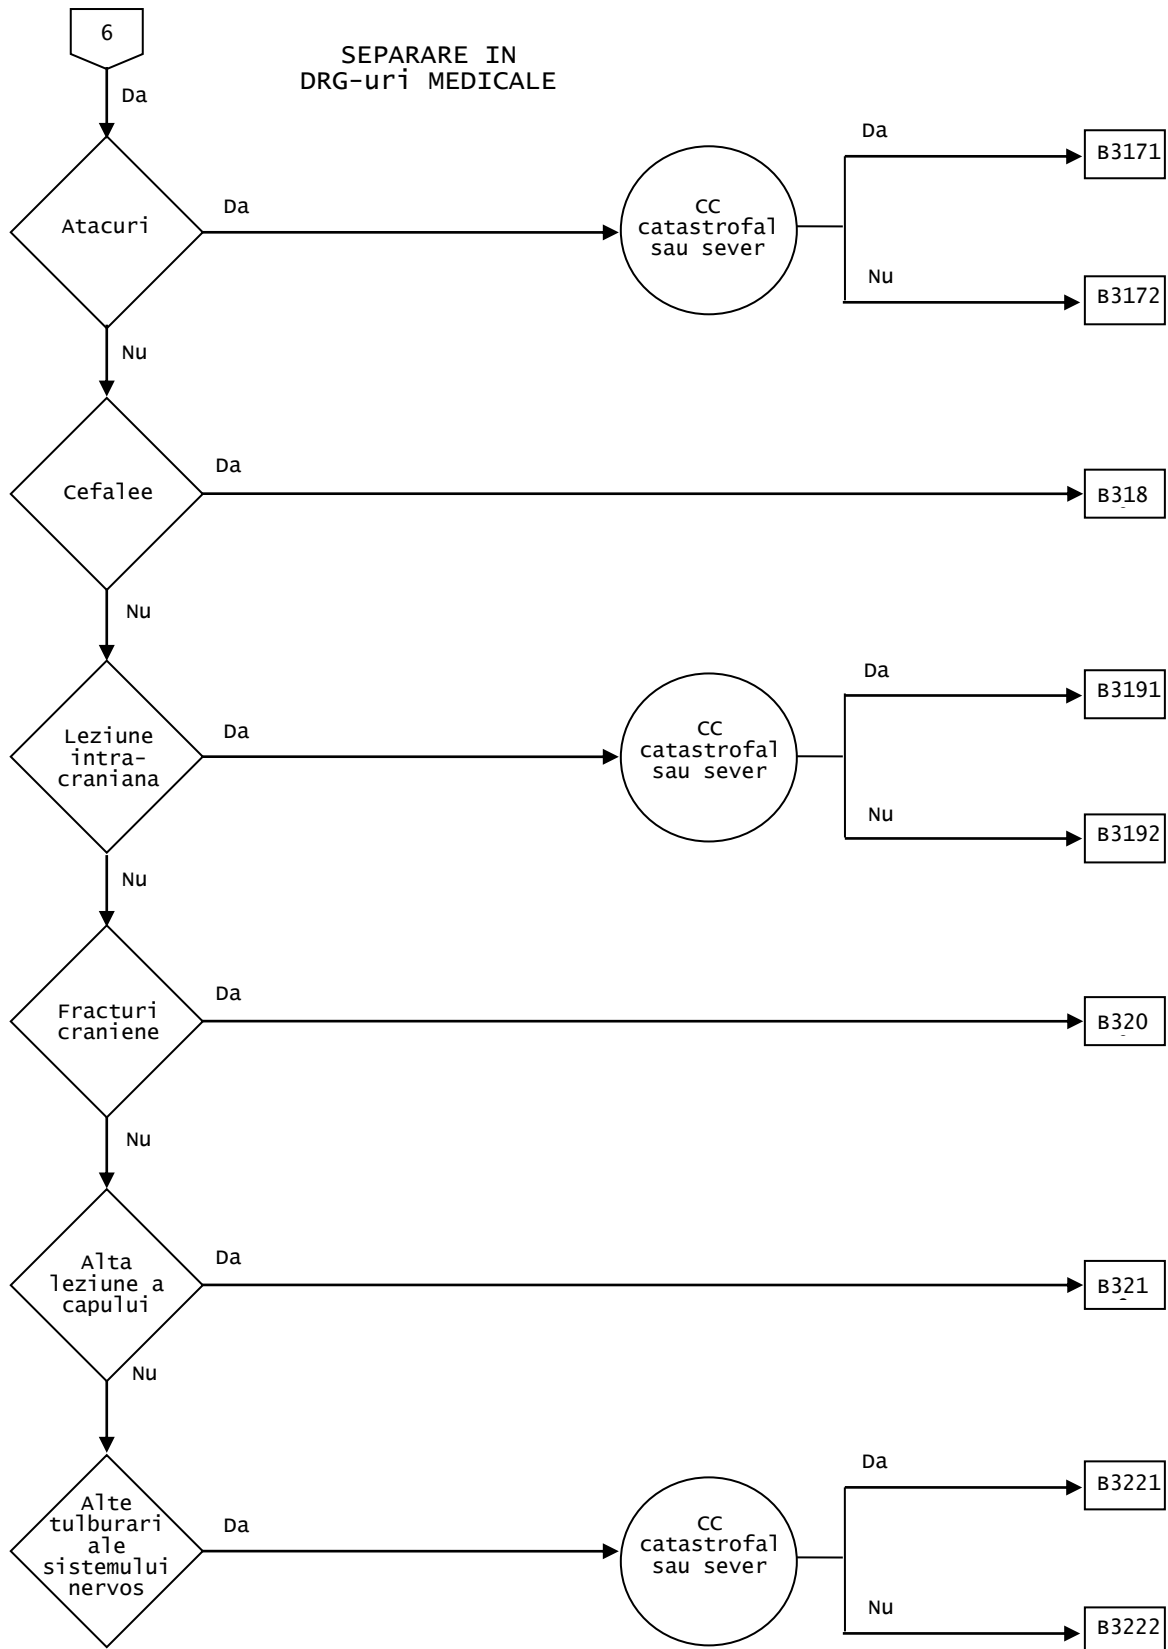 6
SEPARARE IN
DRG-uri MEDICALE
Da
Atacuri
Da
CC
catastrofal
sau sever
Da
B3171
Nu
B3172
Nu
Cefalee
Da
B318
Nu
Leziune
intra-
craniana
Da
CC
catastrofal
sau sever
Da
B3191
Nu
B3192
Nu
Fracturi
craniene
Da
B320
Nu
Alta
leziune a
capului
Da
B321
Nu
Alte
tulburari
ale
sistemului
nervos
Da
CC
catastrofal
sau sever
Da
B3221
Nu
B3222